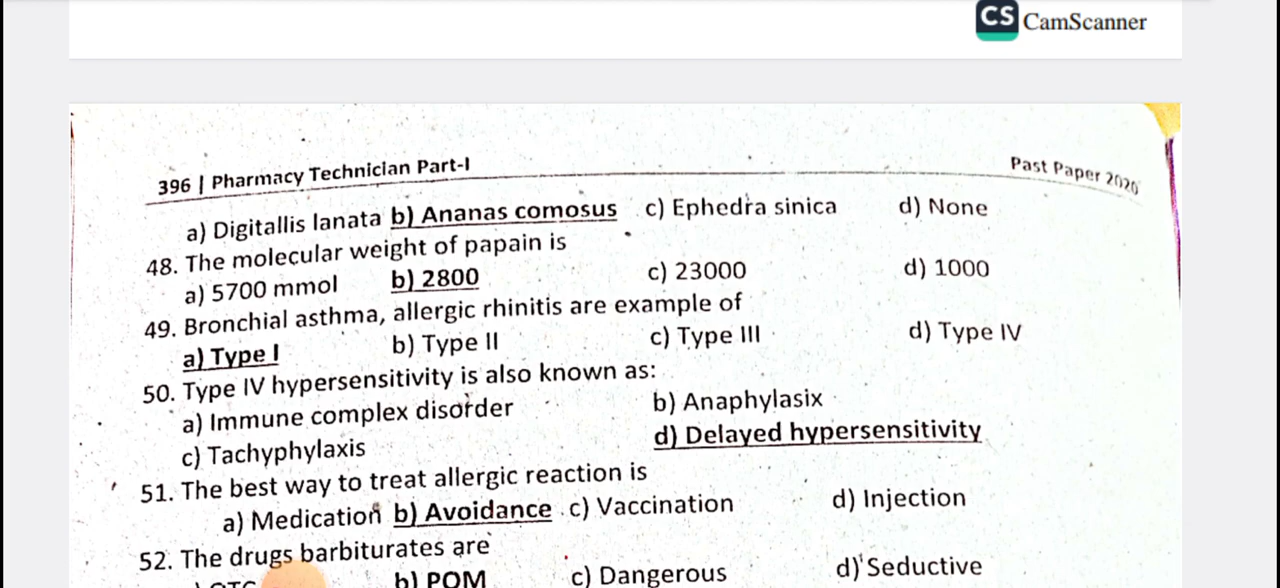 CS CamScanner
396 | Pharmacy Technician Part-I Past Paper 2020
a) Digitallis lanata b) Ananas comosus c) Ephedra sinica d) None
48. The molecular weight of papain is
a) 5700 mmol b) 2800 c) 23000 d) 1000
49. Bronchial asthma, allergic rhinitis are example of
a) Type I b) Type II c) Type III d) Type IV
50. Type IV hypersensitivity is also known as:
a) Immune complex disorder b) Anaphylasix
c) Tachyphylaxis d) Delayed hypersensitivity
51. The best way to treat allergic reaction is
a) Medication b) Avoidance c) Vaccination d) Injection
52. The drugs barbiturates are
b) POM c) Dangerous d) Seductive